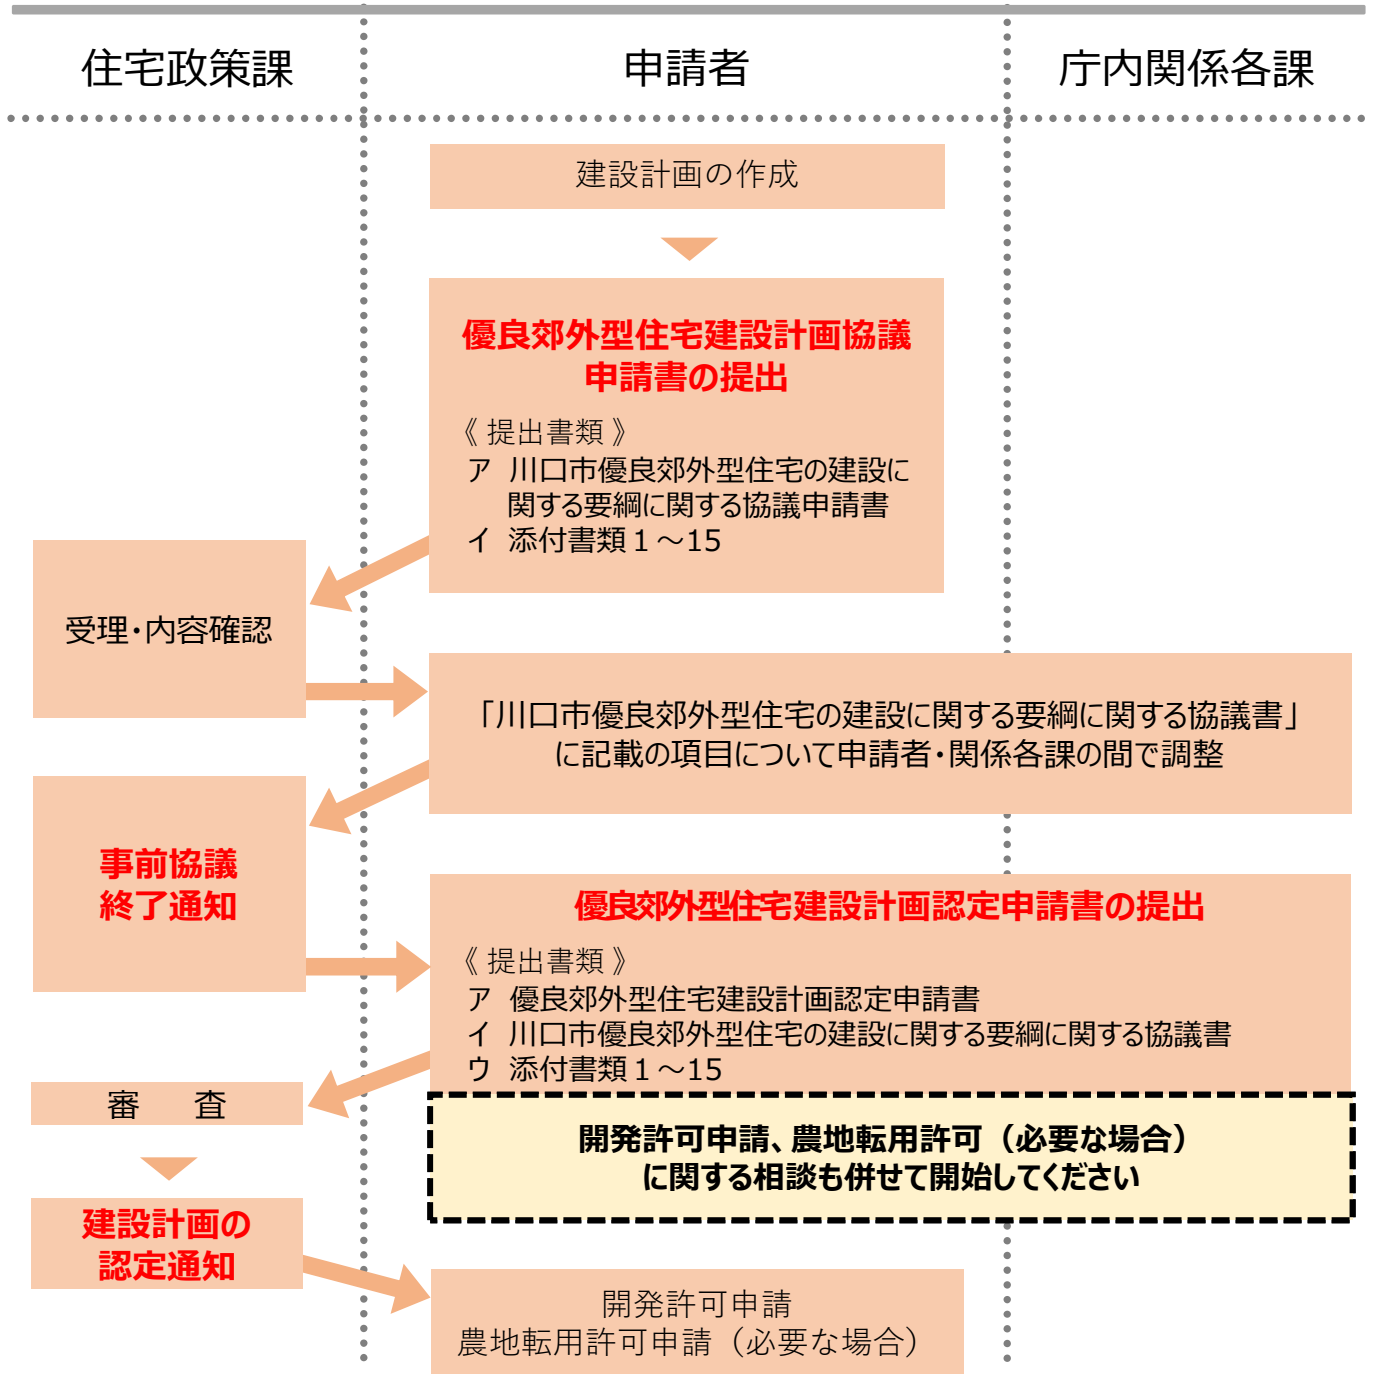 住宅政策課
申請者
庁内関係各課
建設計画の作成
優良郊外型住宅建設計画協議
申請書の提出
《 提出書類 》
ア 川口市優良郊外型住宅の建設に
関する要綱に関する協議申請書
イ 添付書類1～15
受理・内容確認
「川口市優良郊外型住宅の建設に関する要綱に関する協議書」
に記載の項目について申請者・関係各課の間で調整
事前協議
終了通知
優良郊外型住宅建設計画認定申請書の提出
《 提出書類 》
ア 優良郊外型住宅建設計画認定申請書
イ 川口市優良郊外型住宅の建設に関する要綱に関する協議書
ウ 添付書類1～15
審 査
開発許可申請、農地転用許可（必要な場合）
に関する相談も併せて開始してください
建設計画の
認定通知
開発許可申請
農地転用許可申請（必要な場合）